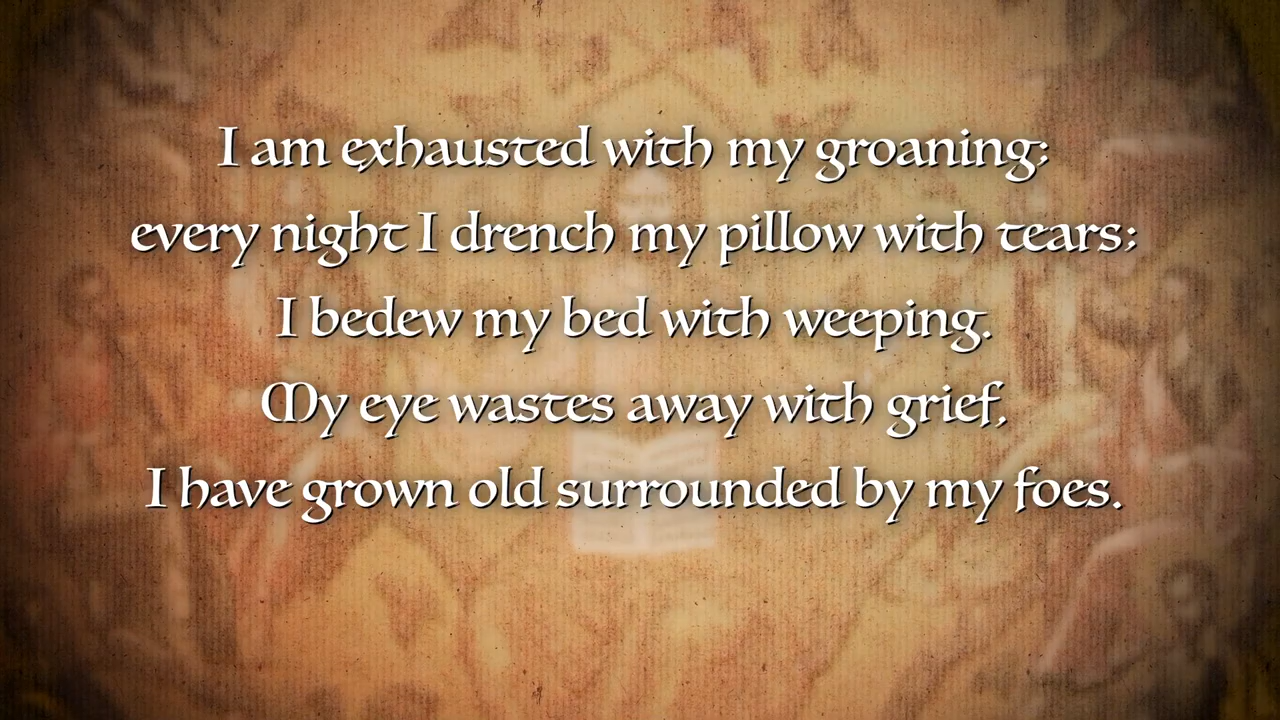 I am exhausted with my groaning;
every night I drench my pillow with tears;
I bedew my bed with weeping.
My eye wastes away with grief,
I have grown old surrounded by my foes.